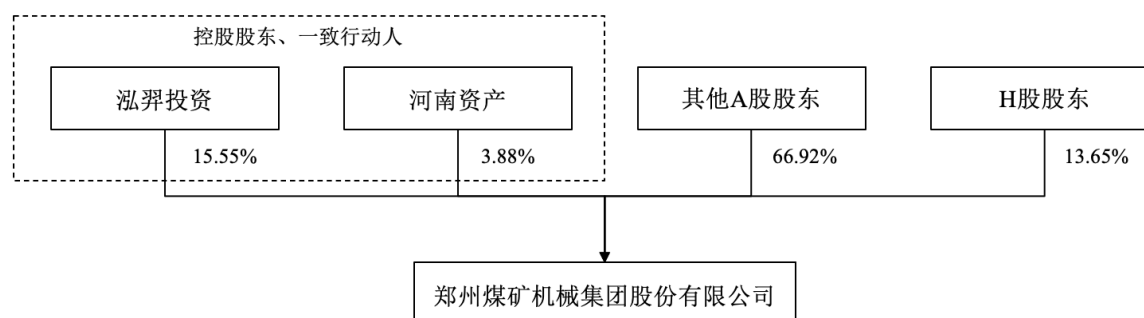 控股股东、一致行动人
泓羿投资
河南资产
其他A股股东
H股股东
15.55%
3.88%
66.92%
13.65%
郑州煤矿机械集团股份有限公司